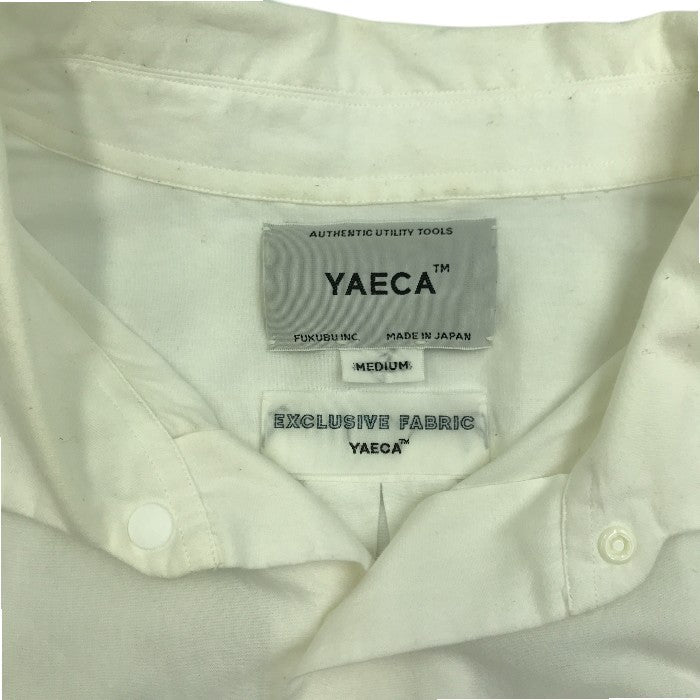 AUTHENTIC UTILITY TOOLS
YAECA™
FUKUBU INC. MADE IN JAPAN
MEDIUM
EXCLUSIVE FABRIC
YAECA™